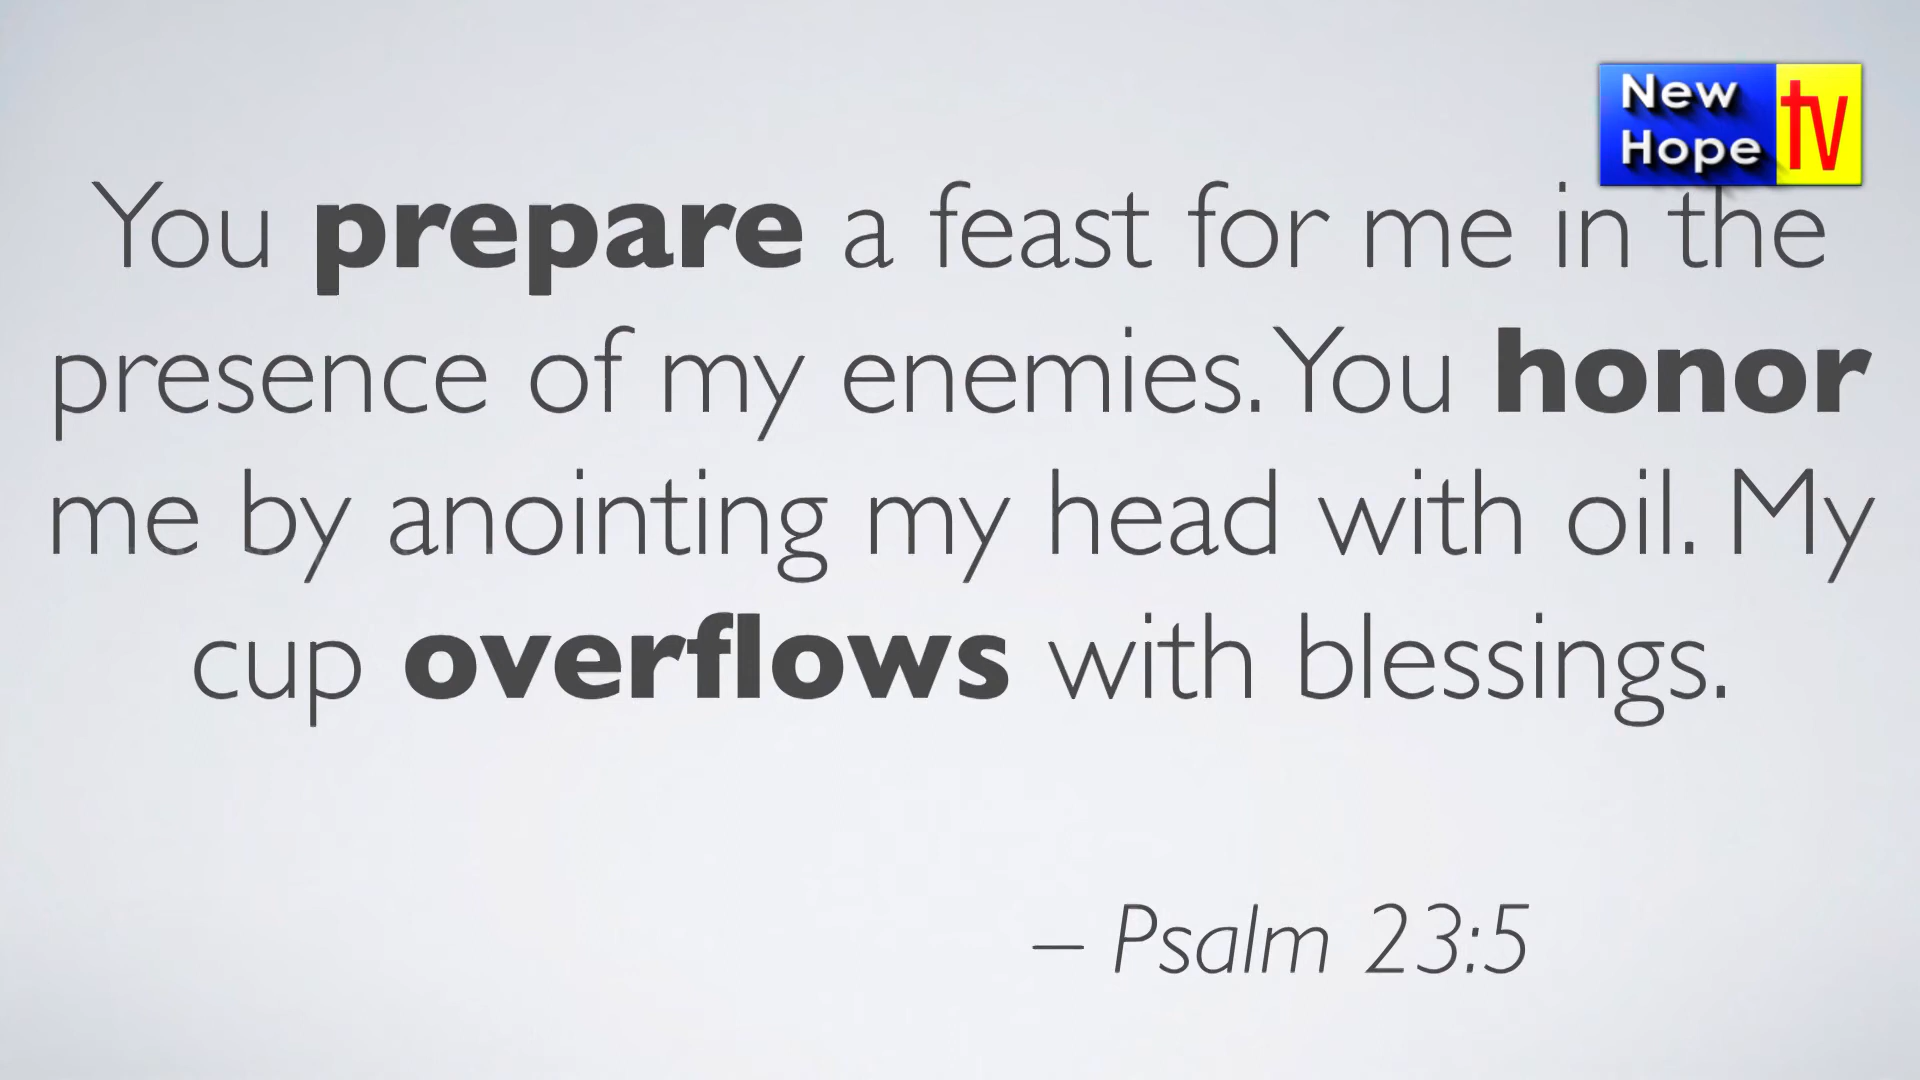 New
Hope
tv
You prepare a feast for me in the
presence of my enemies. You honor
me by anointing my head with oil. My
cup overflows with blessings.
– Psalm 23:5